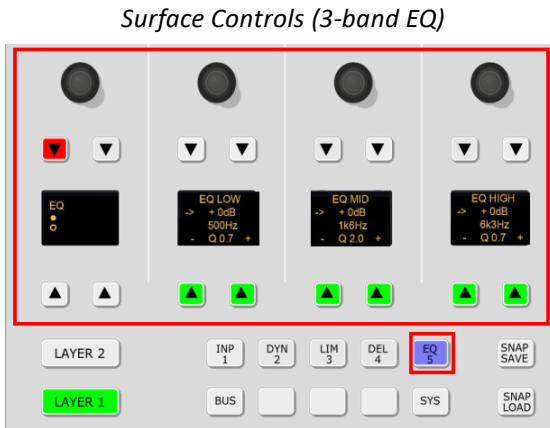 Surface Controls (3-band EQ)
EQ
EQ LOW
-> + 0dB
500Hz
- Q 0.7 +
EQ MID
-> + 0dB
1k6Hz
- Q 2.0 +
EQ HIGH
-> + 0dB
6k3Hz
- Q 0.7 +
LAYER 2
INP
1
DYN
2
LIM
3
DEL
4
EQ
5
SNAP
SAVE
LAYER 1
BUS
SYS
SNAP
LOAD